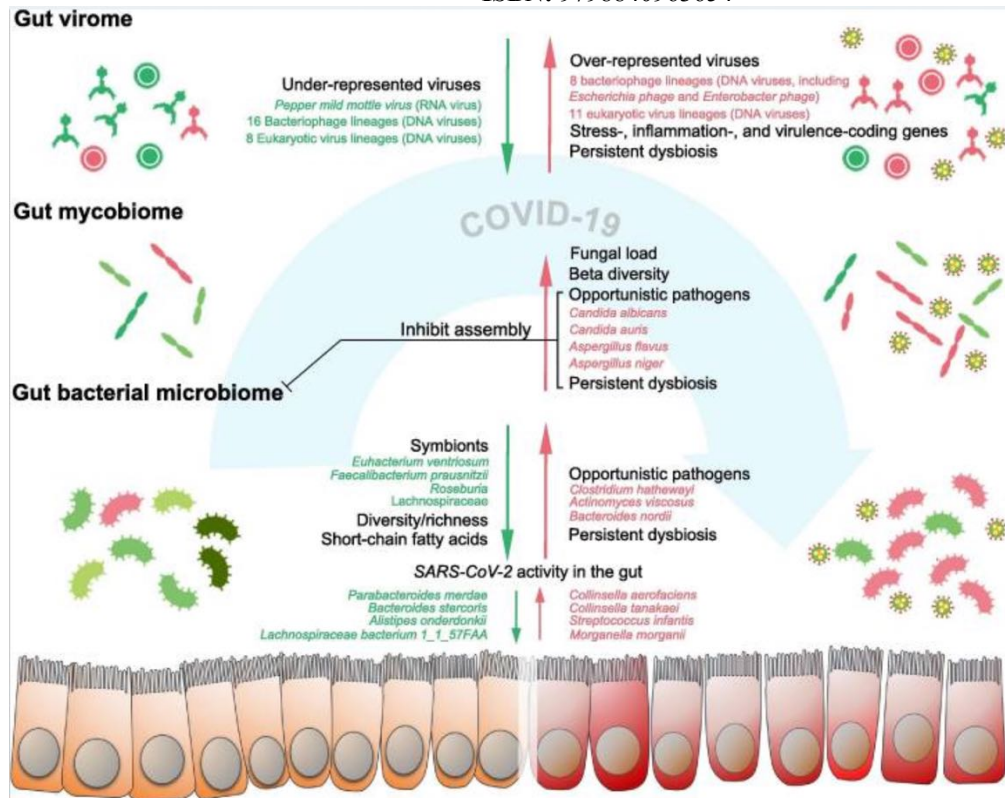 Gut virome
Under-represented viruses
Pepper mild mottle virus (RNA virus)
16 Bacteriophage lineages (DNA viruses)
8 Eukaryotic virus lineages (DNA viruses)
Over-represented viruses
8 bacteriophage lineages (DNA viruses, including
Escherichia phage and Enterobacter phage)
11 eukaryotic virus lineages (DNA viruses)
Stress-, inflammation-, and virulence-coding genes
Persistent dysbiosis
COVID-19
Gut mycobiome
Fungal load
Beta diversity
Opportunistic pathogens
Candida albicans
Candida auris
Aspergillus flavus
Aspergillus niger
Persistent dysbiosis
Inhibit assembly
Gut bacterial microbiome
Symbionts
Euhacterium ventriosum
Faecalibacterium prausnitzii
Roseburia
Lachnospiraceae
Diversity/richness
Short-chain fatty acids
Opportunistic pathogens
Clostridium hathewayi
Actinomyces viscosus
Bacteroides nordii
Persistent dysbiosis
SARS-CoV-2 activity in the gut
Parabacteroides merdae
Bacteroides stercoris
Alistipes onderdonkii
Lachnospiraceae bacterium 1_1_57FAA
Collinsella aerofaciens
Collinsella tanakaei
Streptococcus infantis
Morganella morganii